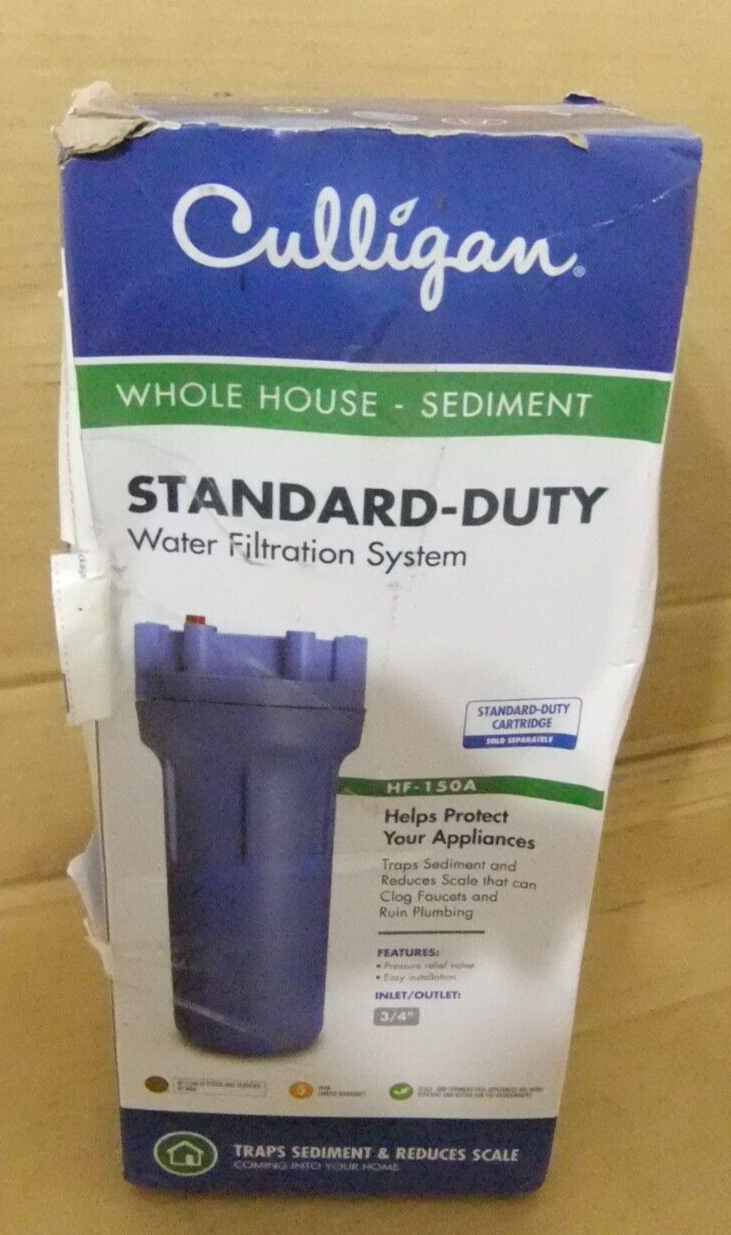 Culligan®
WHOLE HOUSE - SEDIMENT
STANDARD-DUTY
Water Filtration System
STANDARD-DUTY
CARTRIDGE
SOLD SEPARATELY
HF-150A
Helps Protect
Your Appliances
Traps Sediment and
Reduces Scale that can
Clog Faucets and
Ruin Plumbing
FEATURES:
• Pressure relief valve
• Easy installation
INLET/OUTLET:
3/4"
TRAPS SEDIMENT & REDUCES SCALE
COMING INTO YOUR HOME